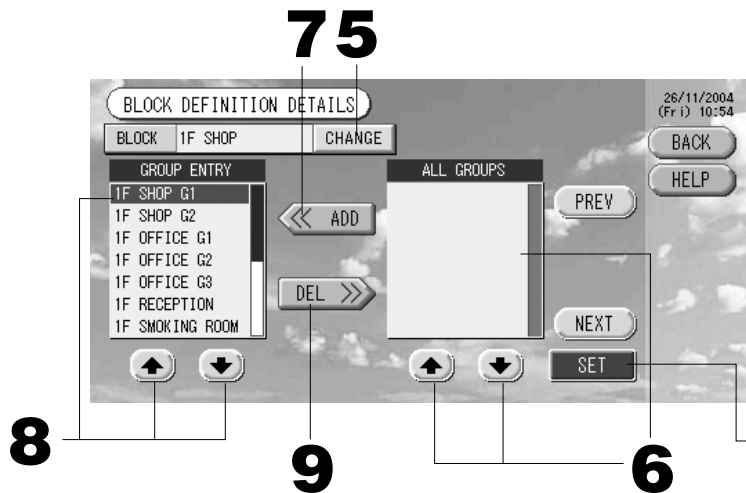 7 5
BLOCK DEFINITION DETAILS
26/11/2004
(Fri) 10:54
BLOCK 1F SHOP CHANGE
BACK
HELP
GROUP ENTRY
1F SHOP G1
1F SHOP G2
1F OFFICE G1
1F OFFICE G2
1F OFFICE G3
1F RECEPTION
1F SMOKING ROOM
ADD
DEL
ALL GROUPS
PREV
NEXT
SET
8
9
6